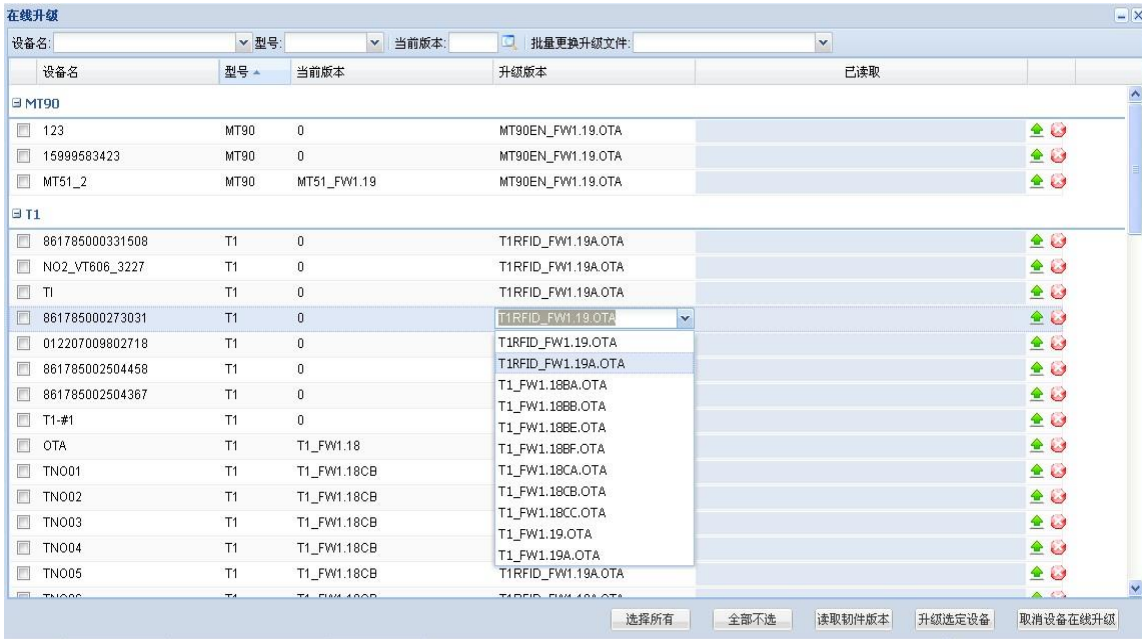 在线升级
设备名: 型号: 当前版本: 批量更换升级文件:
设备名 型号 当前版本 升级版本 已读取
MT90
123 MT90 0 MT90EN_FW1.19.OTA
15999583423 MT90 0 MT90EN_FW1.19.OTA
MT51_2 MT90 MT51_FW1.19 MT90EN_FW1.19.OTA
T1
861785000331508 T1 0 T1RFID_FW1.19A.OTA
NO2_VT606_3227 T1 0 T1RFID_FW1.19A.OTA
TI T1 0 T1RFID_FW1.19A.OTA
861785000273031 T1 0 T1RFID_FW1.19.OTA
012207009802718 T1 0 T1RFID_FW1.19.OTA
861785002504458 T1 0 T1RFID_FW1.19A.OTA
861785002504367 T1 0 T1_FW1.18BA.OTA
T1_FW1.18BB.OTA
T1-#1 T1 0 T1_FW1.18BE.OTA
OTA T1 T1_FW1.18 T1_FW1.18BF.OTA
TNO01 T1 T1_FW1.18CB T1_FW1.18CA.OTA
TNO02 T1 T1_FW1.18CB T1_FW1.18CB.OTA
TNO03 T1 T1_FW1.18CB T1_FW1.18CC.OTA
T1_FW1.19.OTA
TNO04 T1 T1_FW1.18CB T1_FW1.19A.OTA
TNO05 T1 T1_FW1.18CB T1RFID_FW1.19A.OTA
选择所有 全部不选 读取韧件版本 升级选定设备 取消设备在线升级